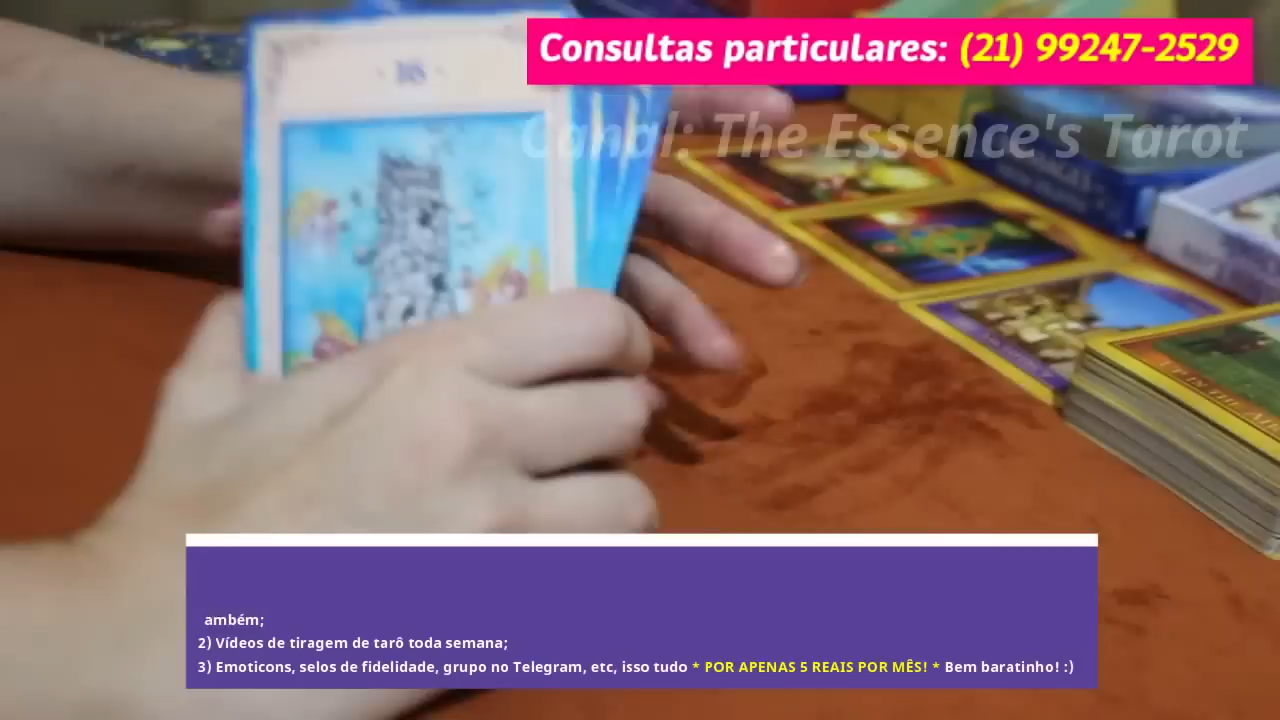 Consultas particulares: (21) 99247-2529
Canal: The Essence's Tarot
16
ambém;
2) Vídeos de tiragem de tarô toda semana;
3) Emoticons, selos de fidelidade, grupo no Telegram, etc, isso tudo * POR APENAS 5 REAIS POR MÊS! * Bem baratinho! :)